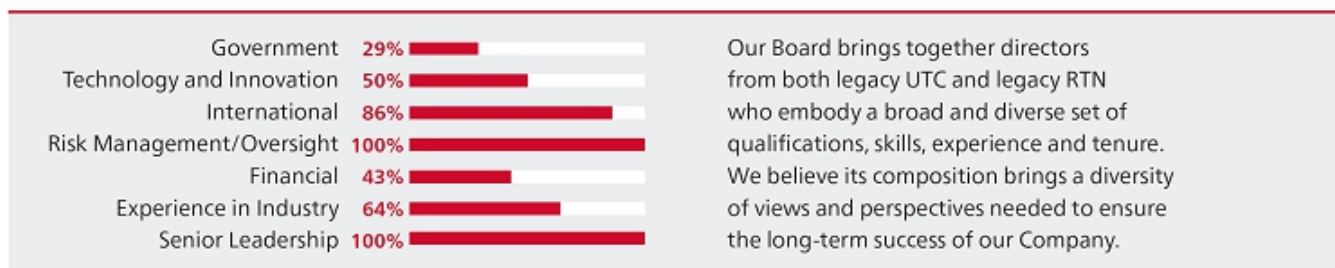 Government 29%
Technology and Innovation 50%
International 86%
Risk Management/Oversight 100%
Financial 43%
Experience in Industry 64%
Senior Leadership 100%
Our Board brings together directors
from both legacy UTC and legacy RTN
who embody a broad and diverse set of
qualifications, skills, experience and tenure.
We believe its composition brings a diversity
of views and perspectives needed to ensure
the long-term success of our Company.